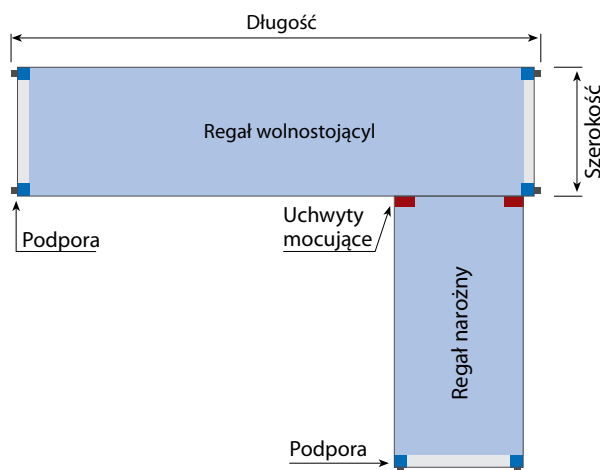 Długość
Szerokość
Regał wolnostojącyl
Podpora
Uchwyty
mocujące
Regał narożny
Podpora